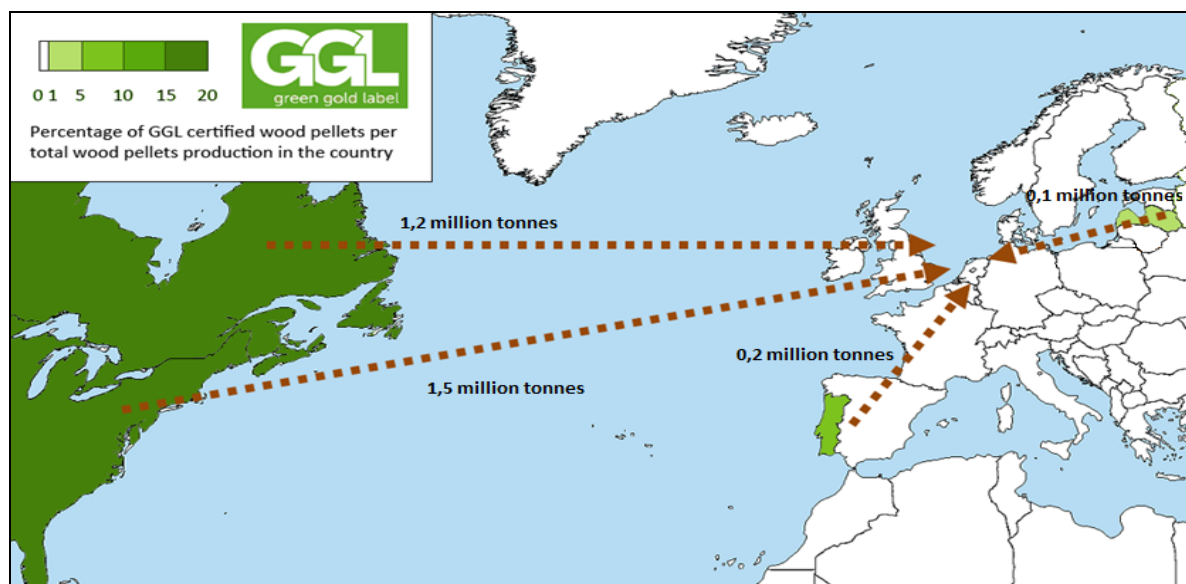 GGL
green gold label
0 1 5 10 15 20
Percentage of GGL certified wood pellets per
total wood pellets production in the country
0,1 million tonnes
1,2 million tonnes
0,2 million tonnes
1,5 million tonnes